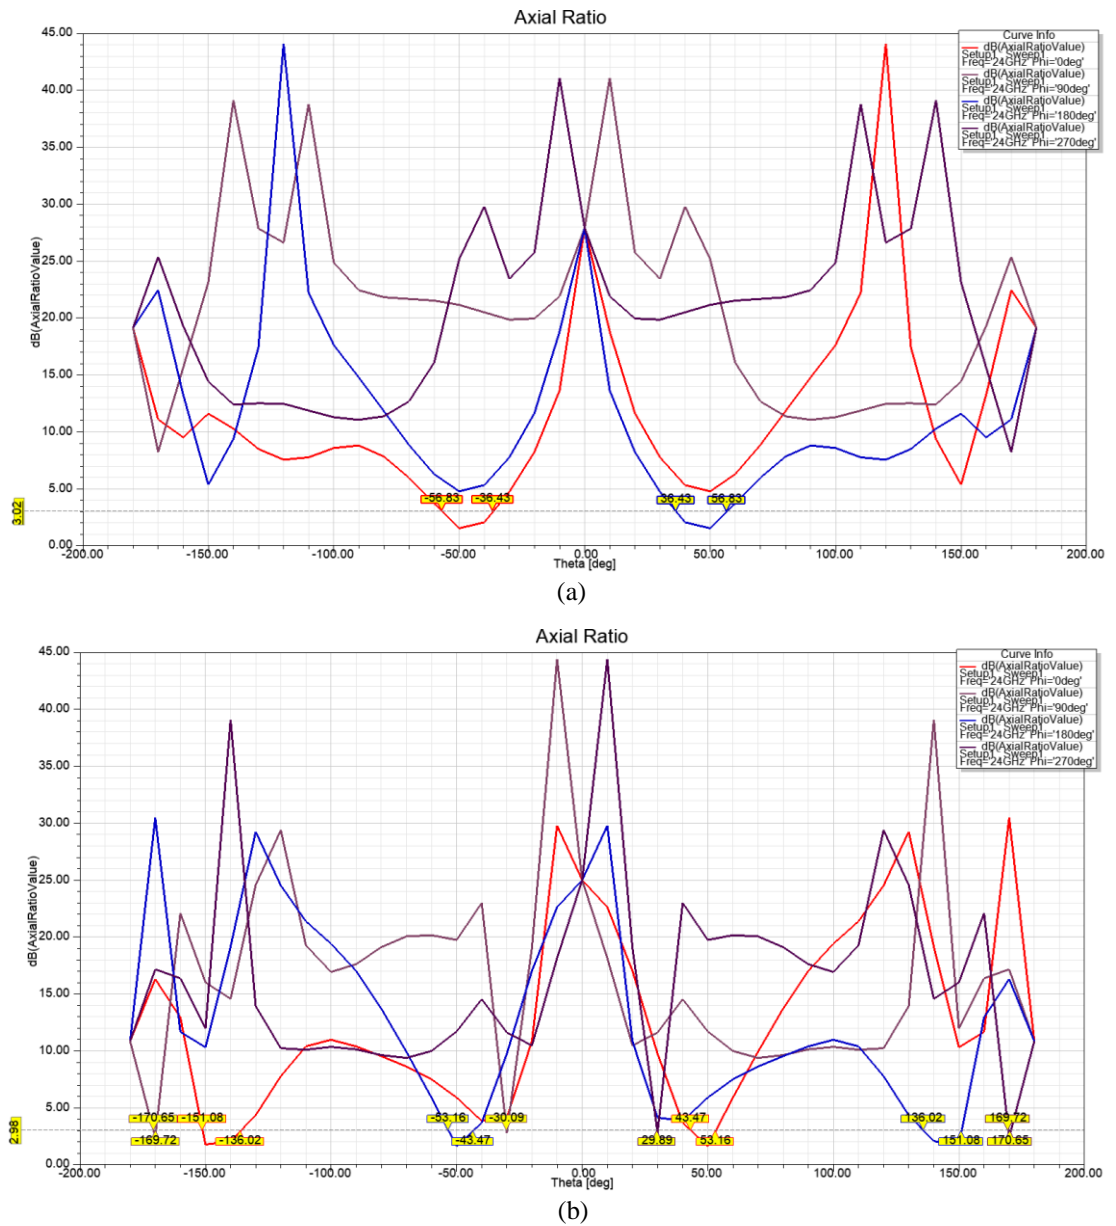 Axial Ratio
Curve Info
dB(AxialRatioValue)
Setup1 : Sweep1
Freq='24GHz' Phi='0deg'
dB(AxialRatioValue)
Setup1 : Sweep1
Freq='24GHz' Phi='90deg'
dB(AxialRatioValue)
Setup1 : Sweep1
Freq='24GHz' Phi='180deg'
dB(AxialRatioValue)
Setup1 : Sweep1
Freq='24GHz' Phi='270deg'
45.00
40.00
35.00
30.00
25.00
20.00
15.00
10.00
5.00
0.00
dB(AxialRatioValue)
3.02
-56.83 -36.43 36.43 56.83
-200.00 -150.00 -100.00 -50.00 0.00 50.00 100.00 150.00 200.00
Theta [deg]
(a)
Axial Ratio
Curve Info
dB(AxialRatioValue)
Setup1 : Sweep1
Freq='24GHz' Phi='0deg'
dB(AxialRatioValue)
Setup1 : Sweep1
Freq='24GHz' Phi='90deg'
dB(AxialRatioValue)
Setup1 : Sweep1
Freq='24GHz' Phi='180deg'
dB(AxialRatioValue)
Setup1 : Sweep1
Freq='24GHz' Phi='270deg'
45.00
40.00
35.00
30.00
25.00
20.00
15.00
10.00
5.00
0.00
dB(AxialRatioValue)
2.98
-170.65 -151.08 -53.16 -30.09 43.47 136.02 169.72
-169.72 -136.02 -43.47 29.89 53.16 151.08 170.65
-200.00 -150.00 -100.00 -50.00 0.00 50.00 100.00 150.00 200.00
Theta [deg]
(b)